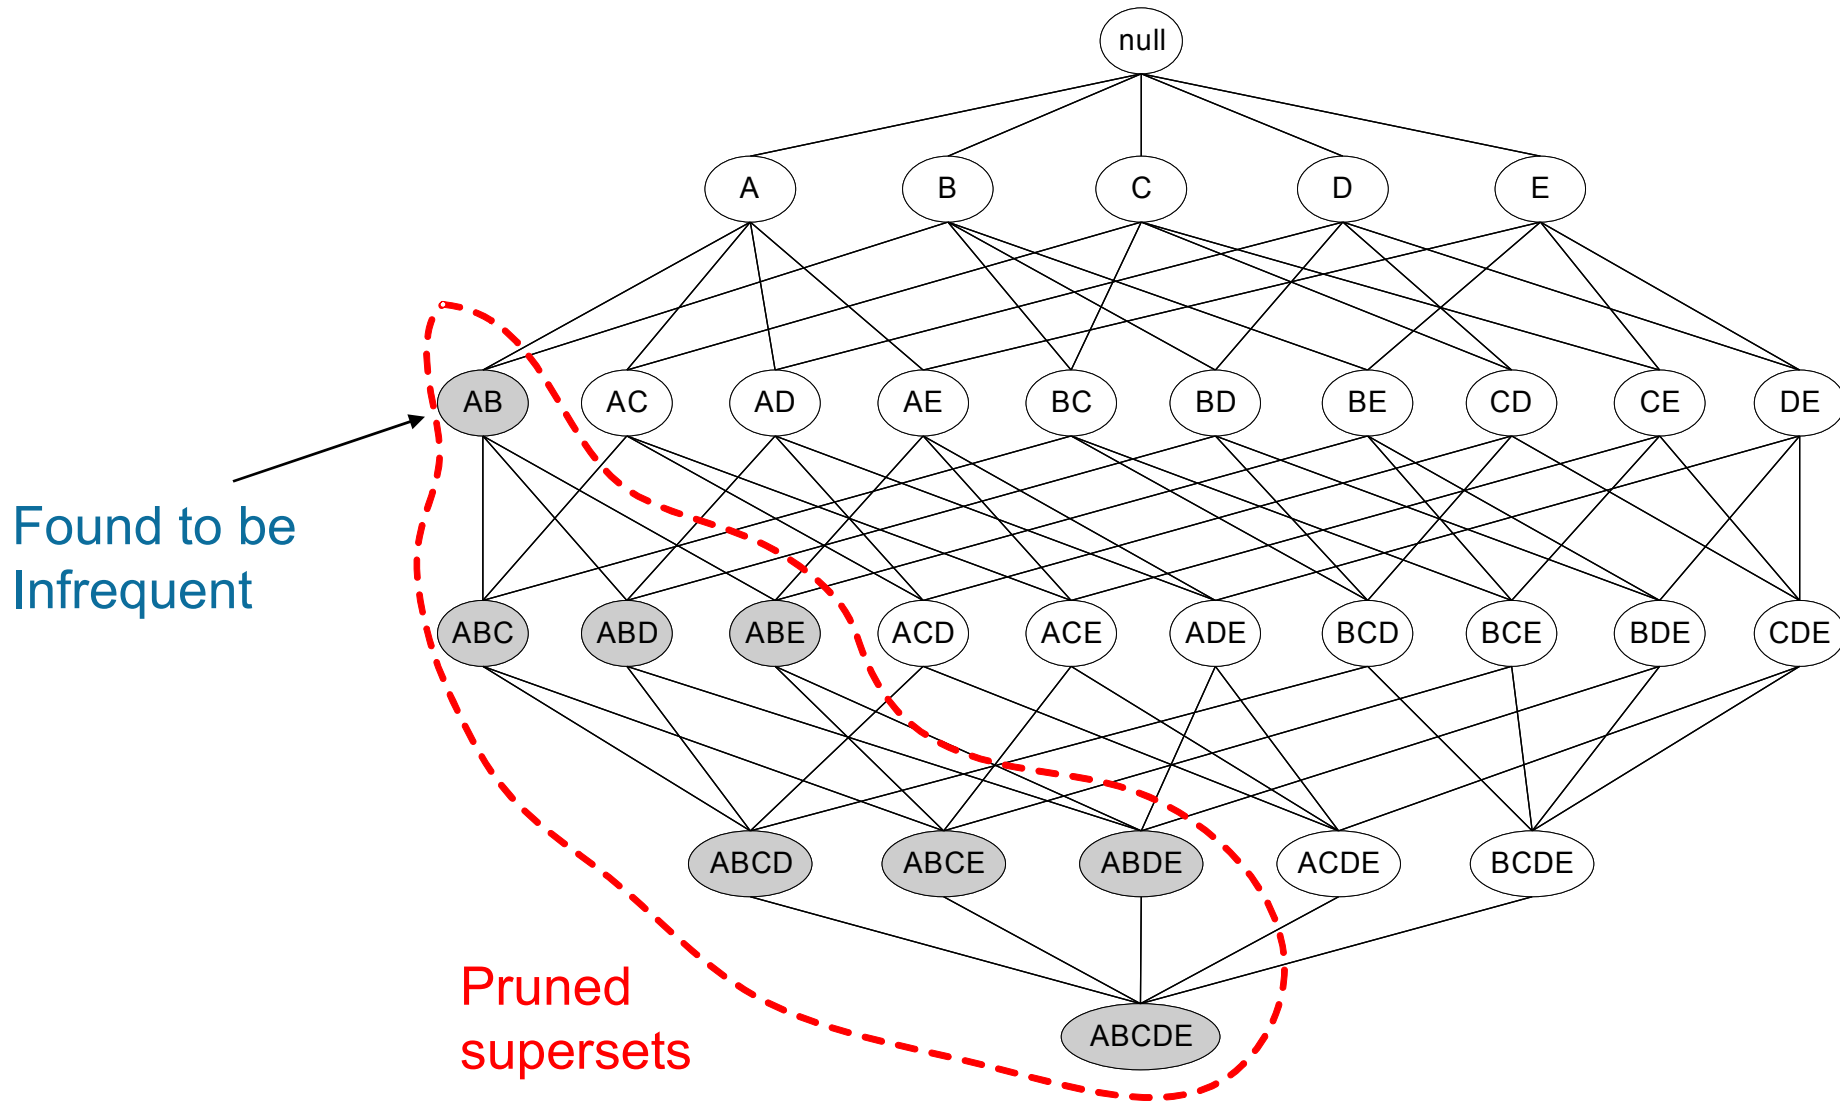 null
A B C D E
AB AC AD AE BC BD BE CD CE DE
Found to be
Infrequent
ABC ABD ABE ACD ACE ADE BCD BCE BDE CDE
ABCD ABCE ABDE ACDE BCDE
Pruned
supersets
ABCDE